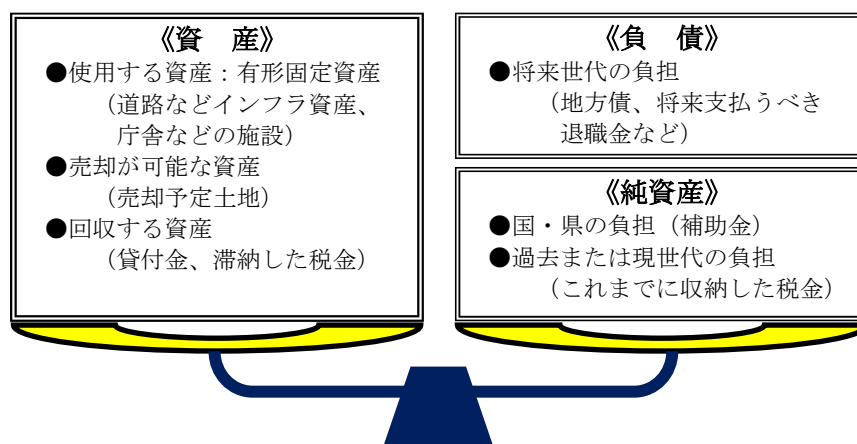 《資　産》
●使用する資産：有形固定資産
（道路などインフラ資産、
庁舎などの施設）
●売却が可能な資産
（売却予定土地）
●回収する資産
（貸付金、滞納した税金）
《負　債》
●将来世代の負担
（地方債、将来支払うべき
退職金など）
《純資産》
●国・県の負担（補助金）
●過去または現世代の負担
（これまでに収納した税金）